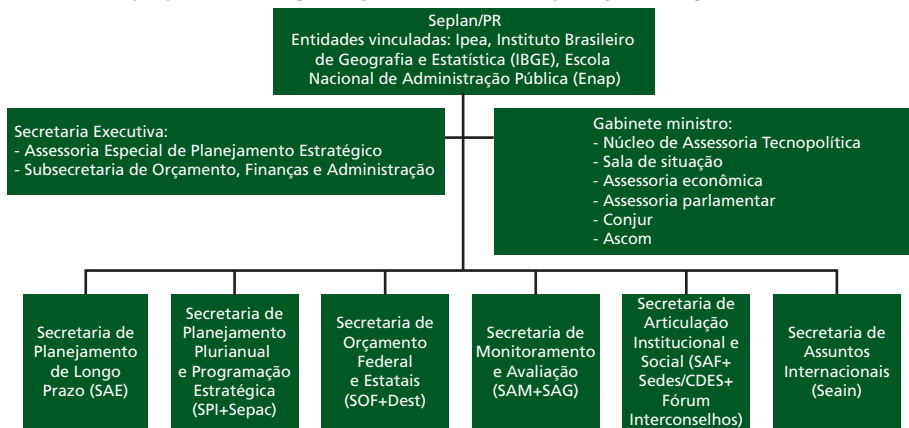 Seplan/PR
Entidades vinculadas: Ipea, Instituto Brasileiro
de Geografia e Estatística (IBGE), Escola
Nacional de Administração Pública (Enap)
Secretaria Executiva:
- Assessoria Especial de Planejamento Estratégico
- Subsecretaria de Orçamento, Finanças e Administração
Gabinete ministro:
- Núcleo de Assessoria Tecnopolítica
- Sala de situação
- Assessoria econômica
- Assessoria parlamentar
- Conjur
- Ascom
Secretaria de
Planejamento
de Longo
Prazo (SAE)
Secretaria de
Planejamento
Plurianual
e Programação
Estratégica
(SPI+Sepac)
Secretaria de
Orçamento
Federal
e Estatais
(SOF+Dest)
Secretaria de
Monitoramento
e Avaliação
(SAM+SAG)
Secretaria de
Articulação
Institucional e
Social (SAF+
Sedes/CDES+
Fórum
Interconselhos)
Secretaria de
Assuntos
Internacionais
(Seain)